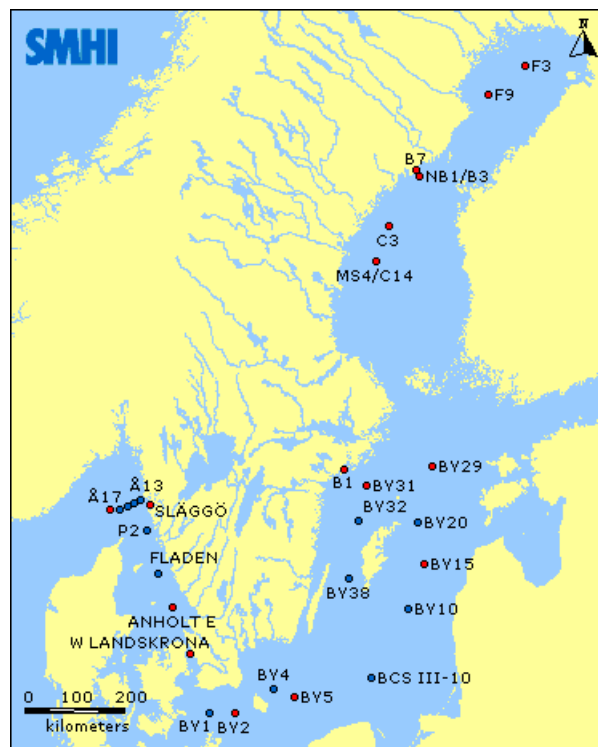 SMHI
N
F3
F9
B7
NB1/B3
C3
MS4/C14
Å13
Å17
SLÄGGÖ
P2
FLADEN
ANHOLT E
W LANDSKRONA
B1
BY29
BY31
BY32
BY20
BY15
BY38
BY10
BCS III-10
BY4
BY5
BY1
BY2
0 100 200
kilometers